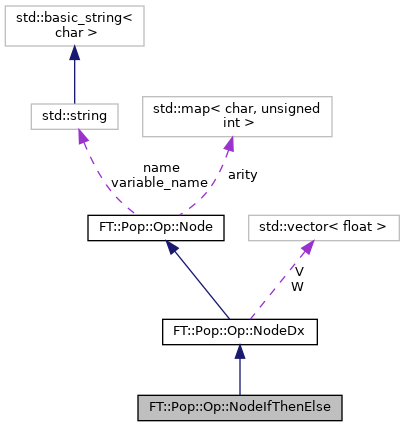 std::basic_string<
char >
std::string
std::map< char, unsigned
int >
name
variable_name
arity
FT::Pop::Op::Node
std::vector< float >
V
W
FT::Pop::Op::NodeDx
FT::Pop::Op::NodeIfThenElse